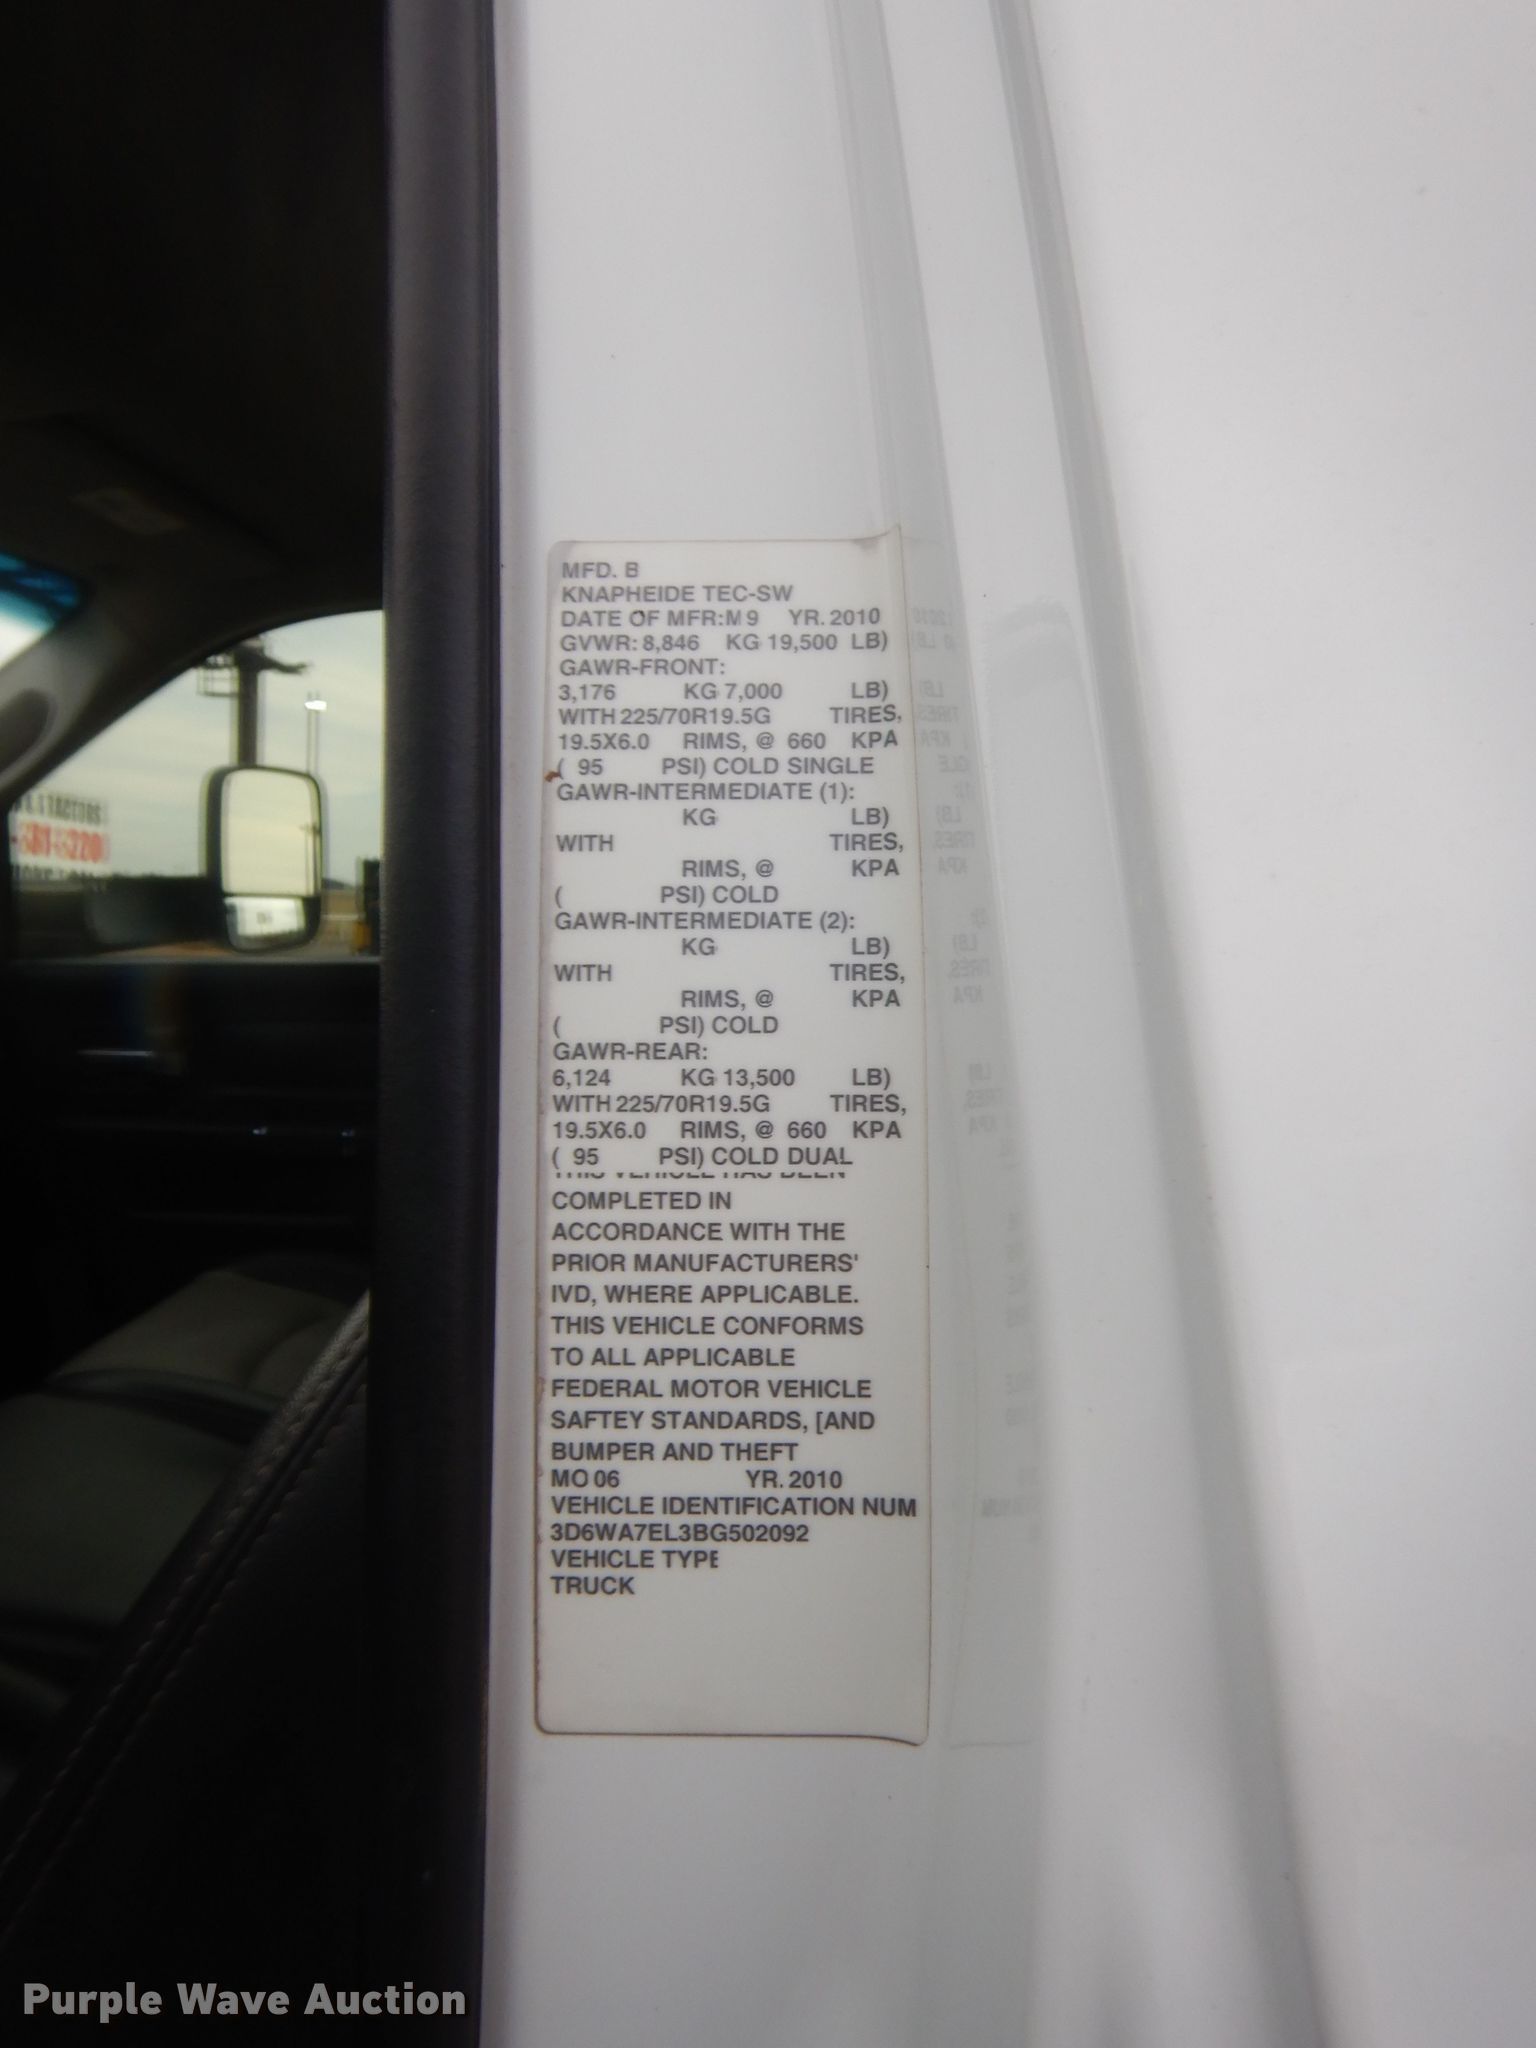 MFD. B
KNAPHEIDE TEC-SW
DATE OF MFR:M 9 YR. 2010
GVWR: 8,846 KG 19,500 LB)
GAWR-FRONT:
3,176 KG 7,000 LB)
WITH 225/70R19.5G TIRES,
19.5X6.0 RIMS, @ 660 KPA
( 95 PSI) COLD SINGLE
GAWR-INTERMEDIATE (1):
KG LB)
WITH TIRES,
RIMS, @ KPA
( PSI) COLD
GAWR-INTERMEDIATE (2):
KG LB)
WITH TIRES,
RIMS, @ KPA
( PSI) COLD
GAWR-REAR:
6,124 KG 13,500 LB)
WITH 225/70R19.5G TIRES,
19.5X6.0 RIMS, @ 660 KPA
( 95 PSI) COLD DUAL
THIS VEHICLE HAS BEEN
COMPLETED IN
ACCORDANCE WITH THE
PRIOR MANUFACTURERS'
IVD, WHERE APPLICABLE.
THIS VEHICLE CONFORMS
TO ALL APPLICABLE
FEDERAL MOTOR VEHICLE
SAFTEY STANDARDS, [AND
BUMPER AND THEFT
MO 06 YR. 2010
VEHICLE IDENTIFICATION NUM
3D6WA7EL3BG502092
VEHICLE TYPE
TRUCK
Purple Wave Auction